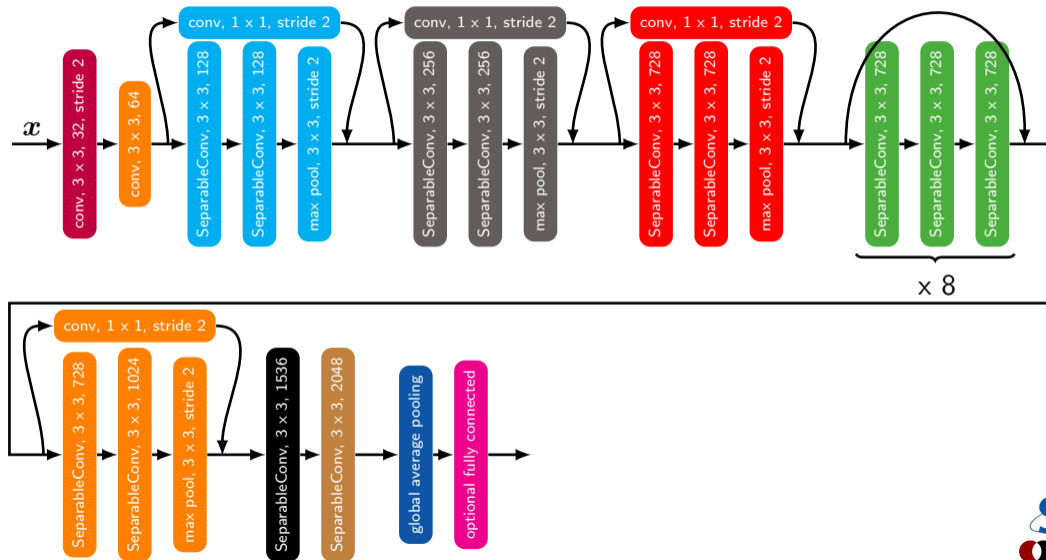 x
conv, 3 x 3, 32, stride 2
conv, 3 x 3, 64
conv, 1 x 1, stride 2
SeparableConv, 3 x 3, 128
SeparableConv, 3 x 3, 128
max pool, 3 x 3, stride 2
conv, 1 x 1, stride 2
SeparableConv, 3 x 3, 256
SeparableConv, 3 x 3, 256
max pool, 3 x 3, stride 2
conv, 1 x 1, stride 2
SeparableConv, 3 x 3, 728
SeparableConv, 3 x 3, 728
max pool, 3 x 3, stride 2
SeparableConv, 3 x 3, 728
SeparableConv, 3 x 3, 728
SeparableConv, 3 x 3, 728
x 8
conv, 1 x 1, stride 2
SeparableConv, 3 x 3, 728
SeparableConv, 3 x 3, 1024
max pool, 3 x 3, stride 2
SeparableConv, 3 x 3, 1536
SeparableConv, 3 x 3, 2048
global average pooling
optional fully connected